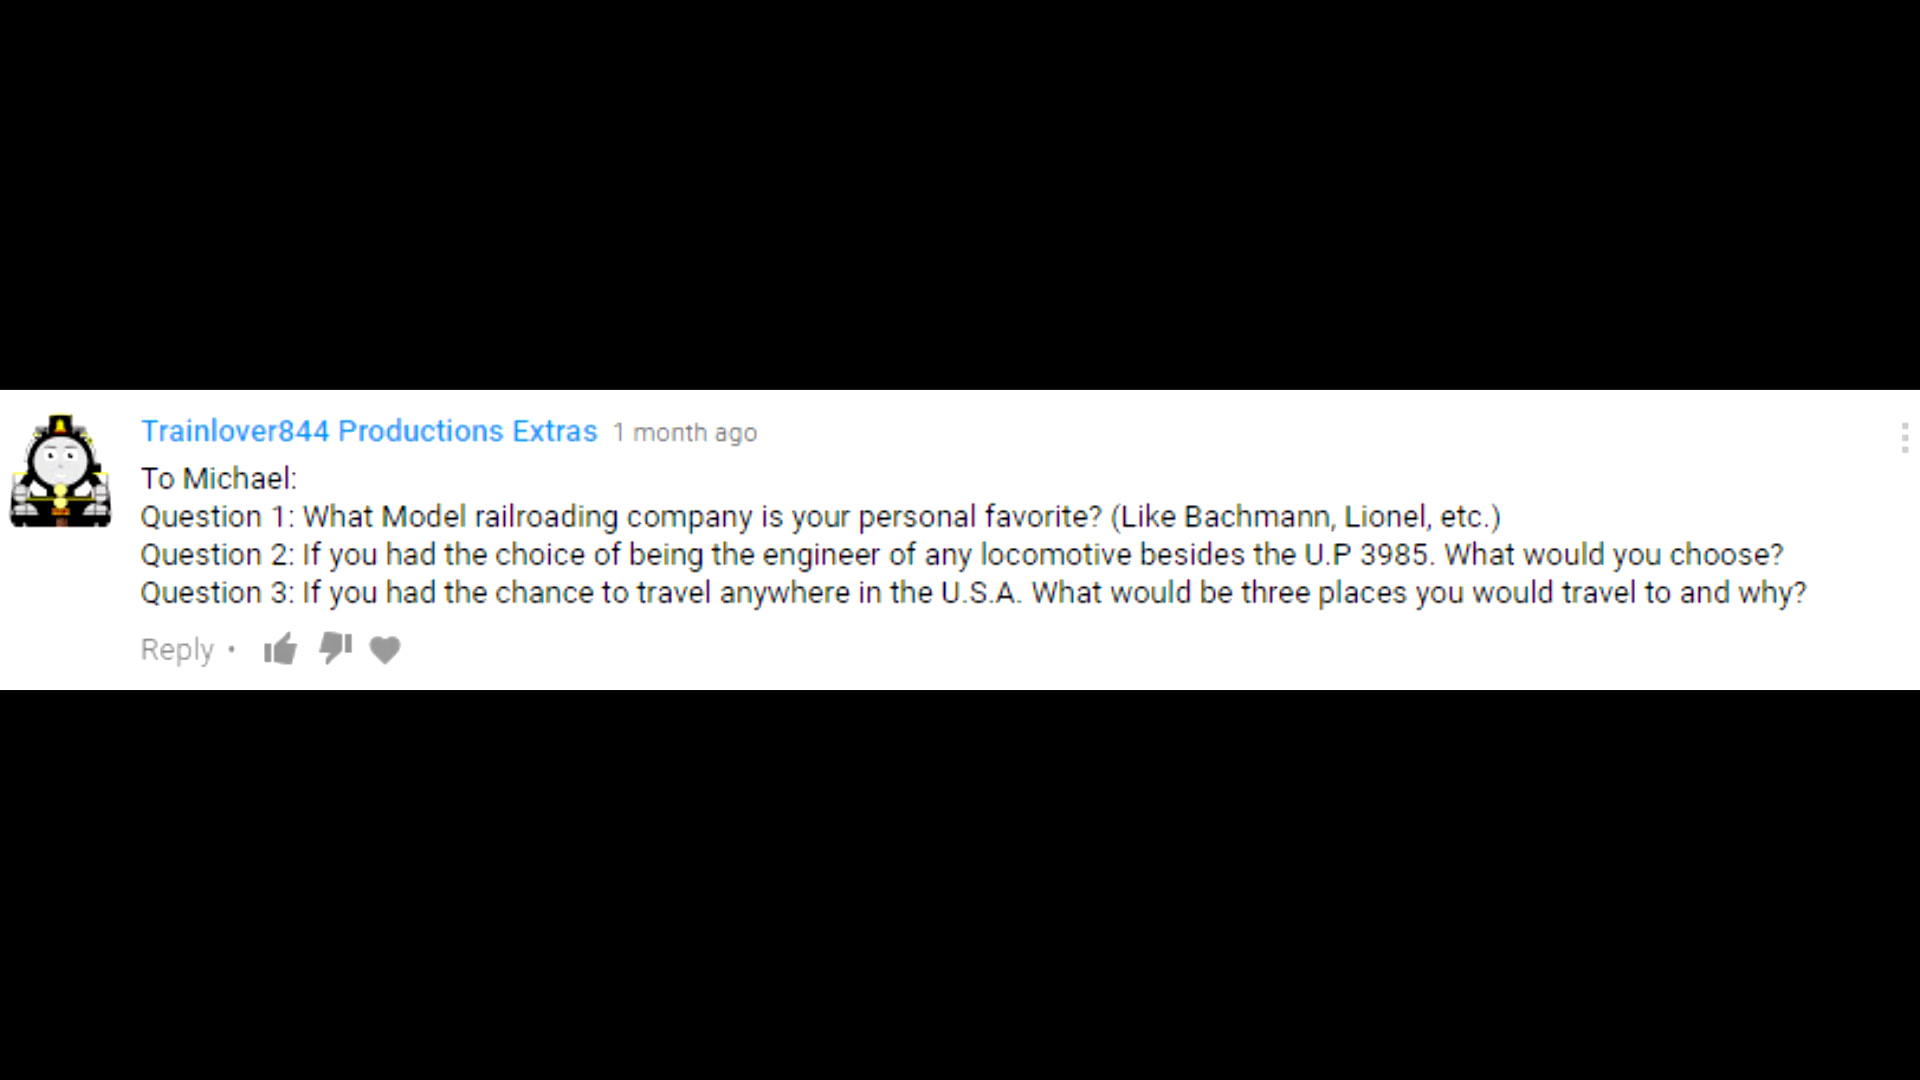 Trainlover844 Productions Extras 1 month ago
To Michael:
Question 1: What Model railroading company is your personal favorite? (Like Bachmann, Lionel, etc.)
Question 2: If you had the choice of being the engineer of any locomotive besides the U.P 3985. What would you choose?
Question 3: If you had the chance to travel anywhere in the U.S.A. What would be three places you would travel to and why?
Reply •